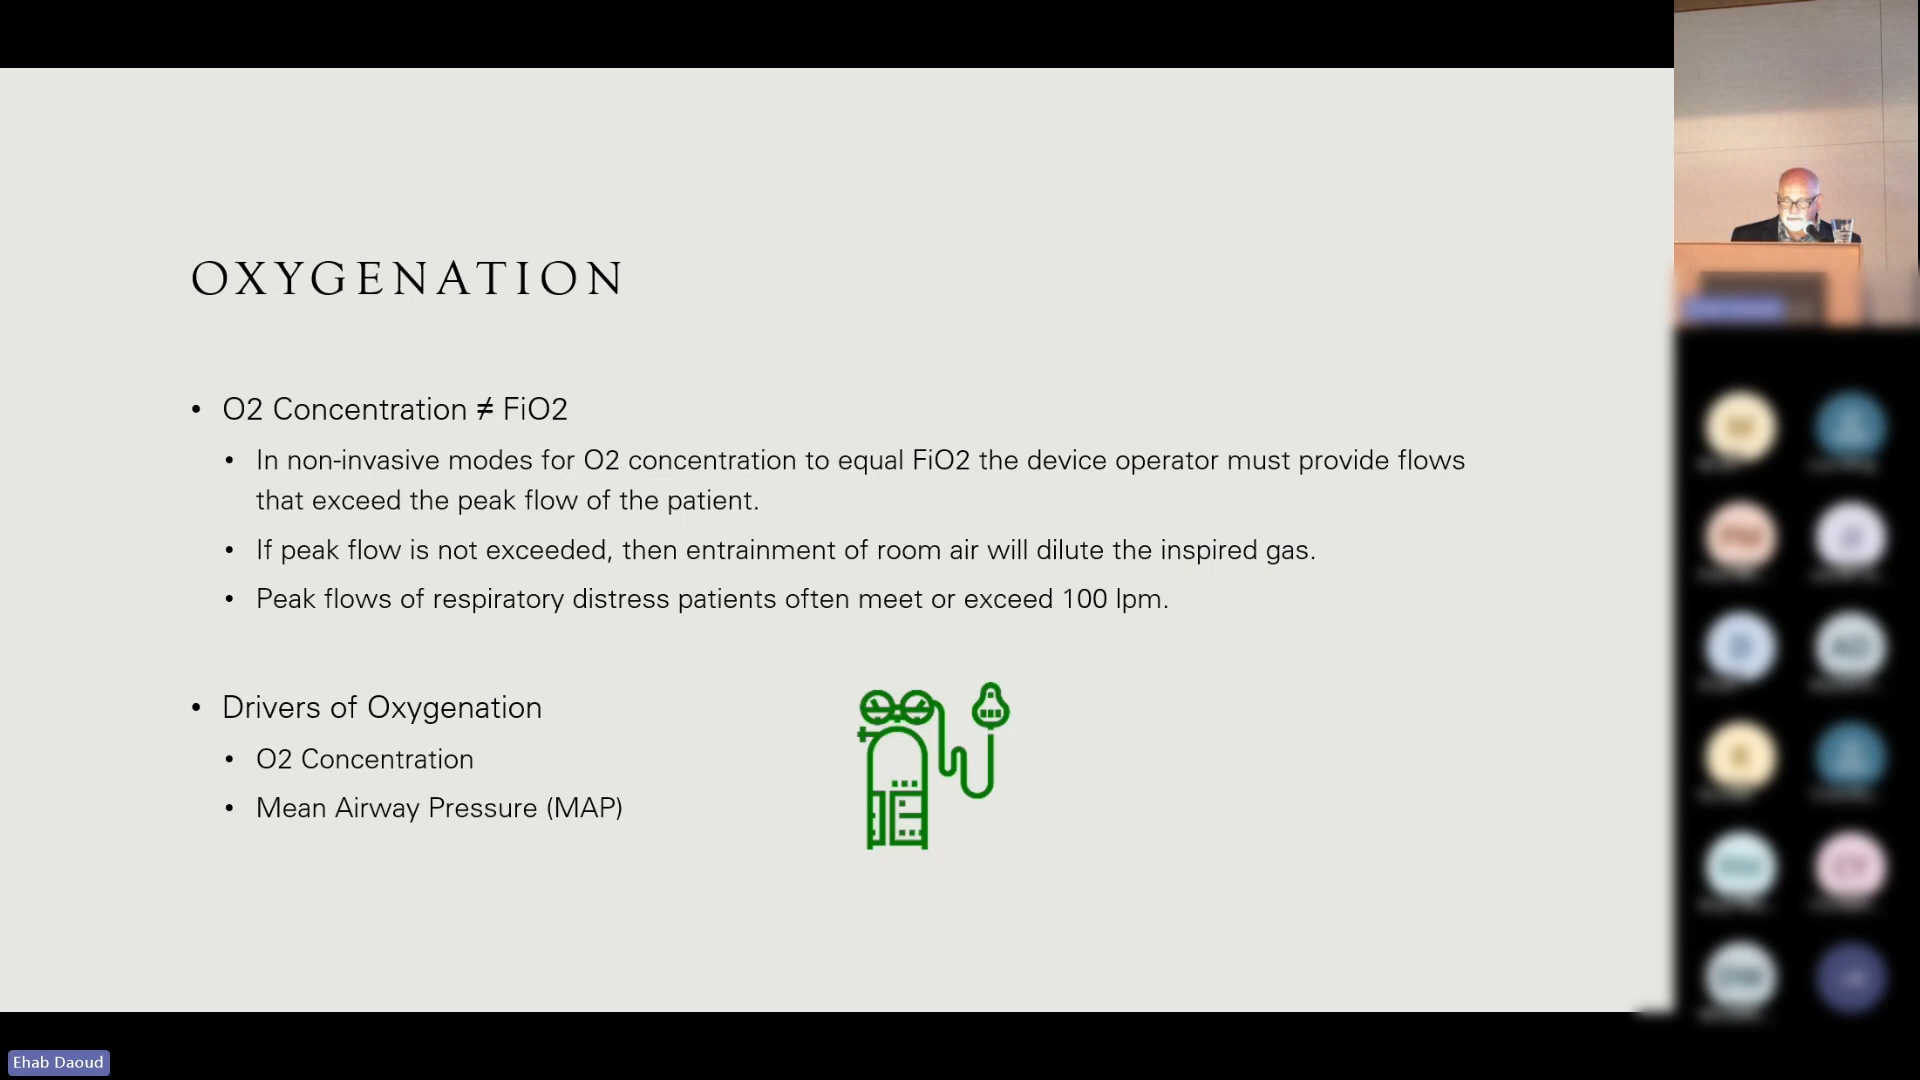 OXYGENATION
• O2 Concentration ≠ FiO2
• In non-invasive modes for O2 concentration to equal FiO2 the device operator must provide flows
that exceed the peak flow of the patient.
• If peak flow is not exceeded, then entrainment of room air will dilute the inspired gas.
• Peak flows of respiratory distress patients often meet or exceed 100 lpm.
• Drivers of Oxygenation
• O2 Concentration
• Mean Airway Pressure (MAP)
Ehab Daoud